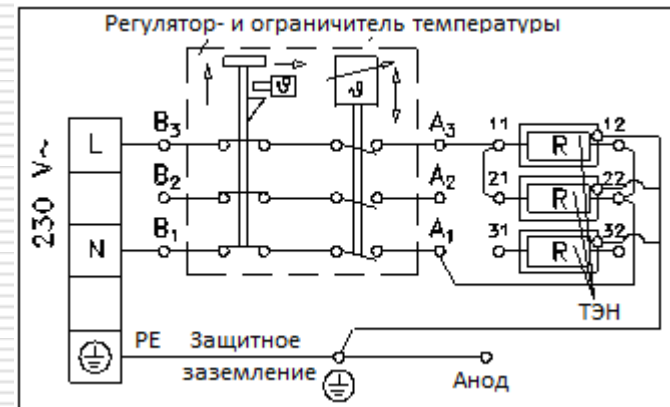 Регулятор- и ограничитель температуры
ϑ ϑ
230 V~
L B₃ A₃ 11 R 12
B₂ A₂ 21 R 22
N B₁ A₁ 31 R 32
ТЭН
PE Защитное
заземление Анод